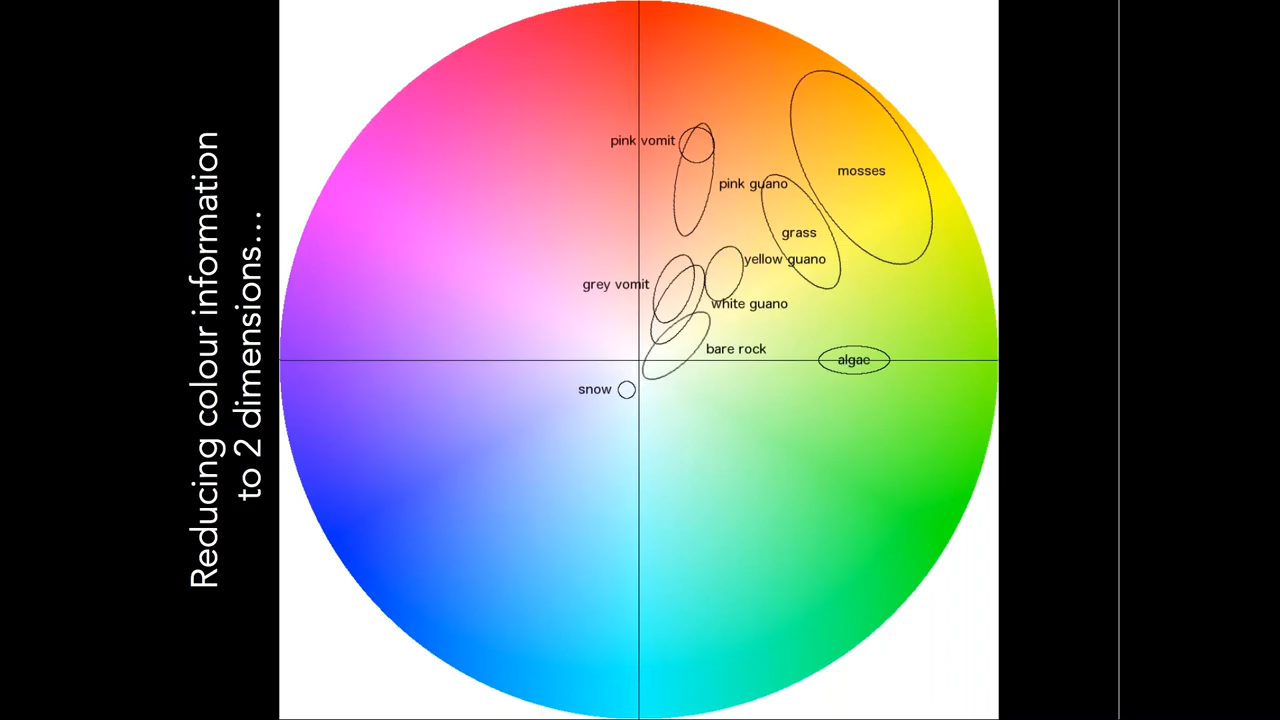 Reducing colour information
to 2 dimensions...
pink vomit
mosses
pink guano
grass
yellow guano
grey vomit
white guano
bare rock
algae
snow